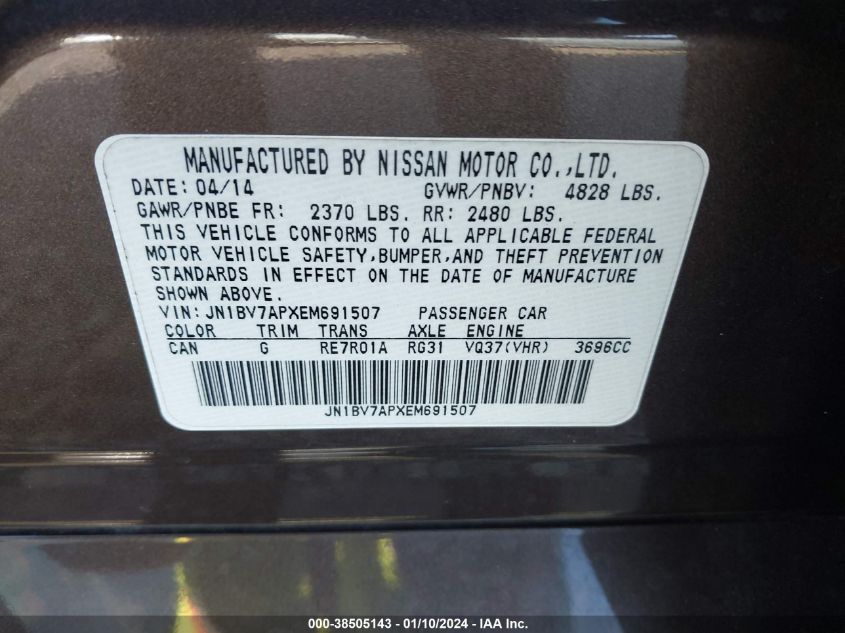 MANUFACTURED BY NISSAN MOTOR CO.,LTD.
DATE: 04/14 GVWR/PNBV: 4828 LBS.
GAWR/PNBE FR: 2370 LBS. RR: 2480 LBS.
THIS VEHICLE CONFORMS TO ALL APPLICABLE FEDERAL
MOTOR VEHICLE SAFETY,BUMPER,AND THEFT PREVENTION
STANDARDS IN EFFECT ON THE DATE OF MANUFACTURE
SHOWN ABOVE.
VIN: JN1BV7APXEM691507 PASSENGER CAR
COLOR TRIM TRANS AXLE ENGINE
CAN G RE7R01A RG31 VQ37(VHR) 3696CC
JN1BV7APXEM691507
000-38505143 - 01/10/2024 - IAA Inc.